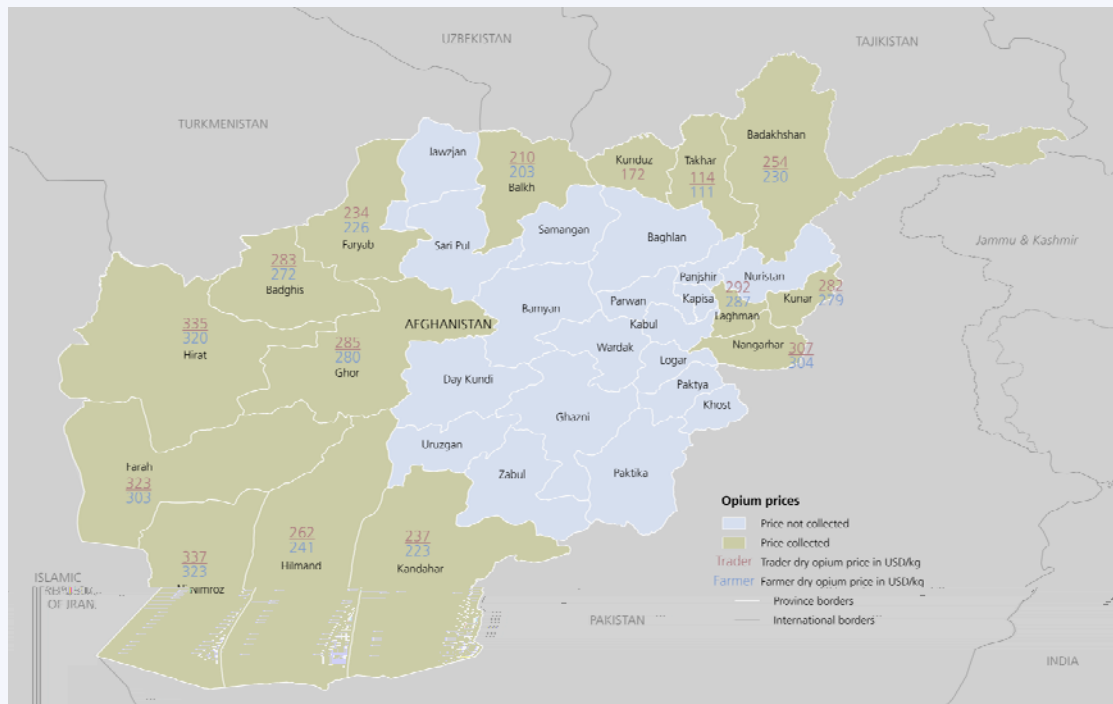 UZBEKISTAN
TAJIKISTAN
TURKMENISTAN
Jawzjan
210
203
Balkh
Kunduz
172
Takhar
114
111
Badakhshan
254
230
234
226
Faryab
Sari Pul
Samangan
Baghlan
Jammu & Kashmir
283
272
Badghis
Panjshir
Nuristan
292
287
Laghman
Kapisa
Kunar
282
279
335
320
Hirat
AFGHANISTAN
Bamyan
Parwan
Kabul
Wardak
285
280
Ghor
Nangarhar
307
304
Logar
Day Kundi
Paktya
Khost
Ghazni
Uruzgan
Zabul
Paktika
Farah
323
303
262
241
Hilmand
237
223
Kandahar
337
323
Nimroz
ISLAMIC
OF IRAN
PAKISTAN
INDIA
Opium prices
Price not collected
Price collected
Trader Trader dry opium price in USD/kg
Farmer Farmer dry opium price in USD/kg
Province borders
International borders